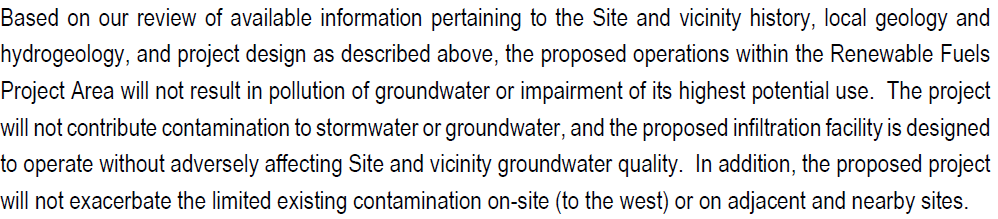 Based on our review of available information pertaining to the Site and vicinity history, local geology and
hydrogeology, and project design as described above, the proposed operations within the Renewable Fuels
Project Area will not result in pollution of groundwater or impairment of its highest potential use.  The project
will not contribute contamination to stormwater or groundwater, and the proposed infiltration facility is designed
to operate without adversely affecting Site and vicinity groundwater quality.  In addition, the proposed project
will not exacerbate the limited existing contamination on-site (to the west) or on adjacent and nearby sites.